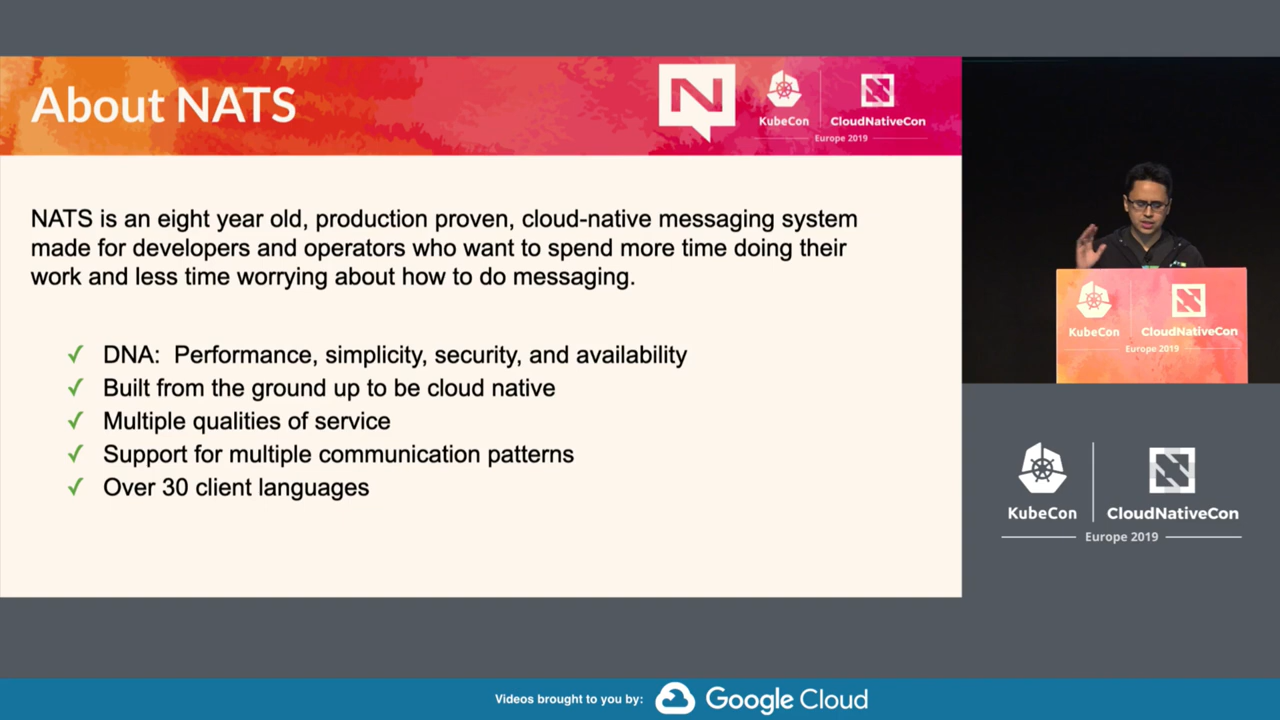 About NATS
N
KubeCon
CloudNativeCon
Europe 2019
NATS is an eight year old, production proven, cloud-native messaging system
made for developers and operators who want to spend more time doing their
work and less time worrying about how to do messaging.
✓ DNA:  Performance, simplicity, security, and availability
✓ Built from the ground up to be cloud native
✓ Multiple qualities of service
✓ Support for multiple communication patterns
✓ Over 30 client languages
KubeCon
CloudNativeCon
Europe 2019
KubeCon
CloudNativeCon
Europe 2019
Videos brought to you by:
Google Cloud